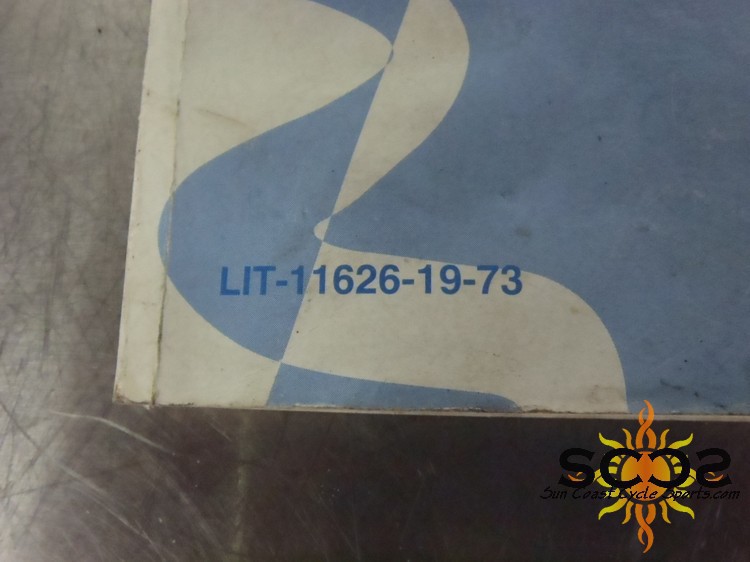 LIT-11626-19-73
SCCS
Sun Coast Cycle Sports.com